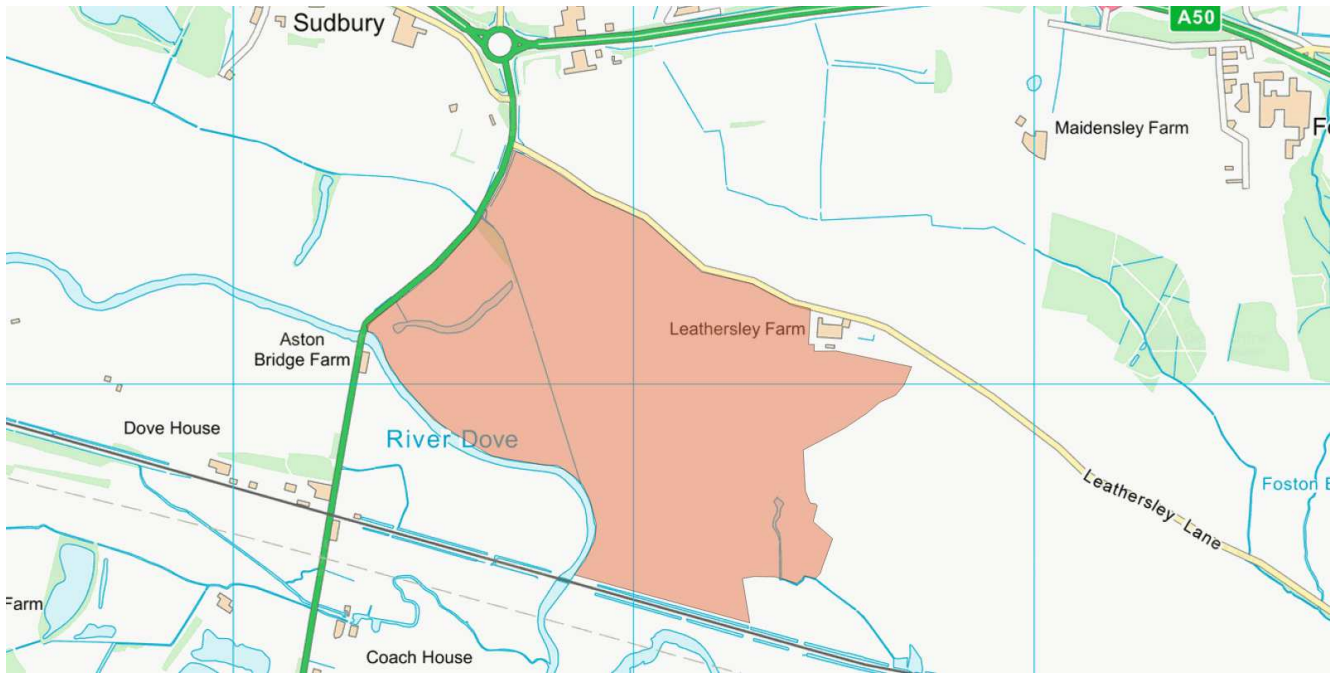 Sudbury
A50
Maidensley Farm
Leathersley Farm
Aston
Bridge Farm
Dove House
River Dove
Leathersley Lane
Foston
Farm
Coach House